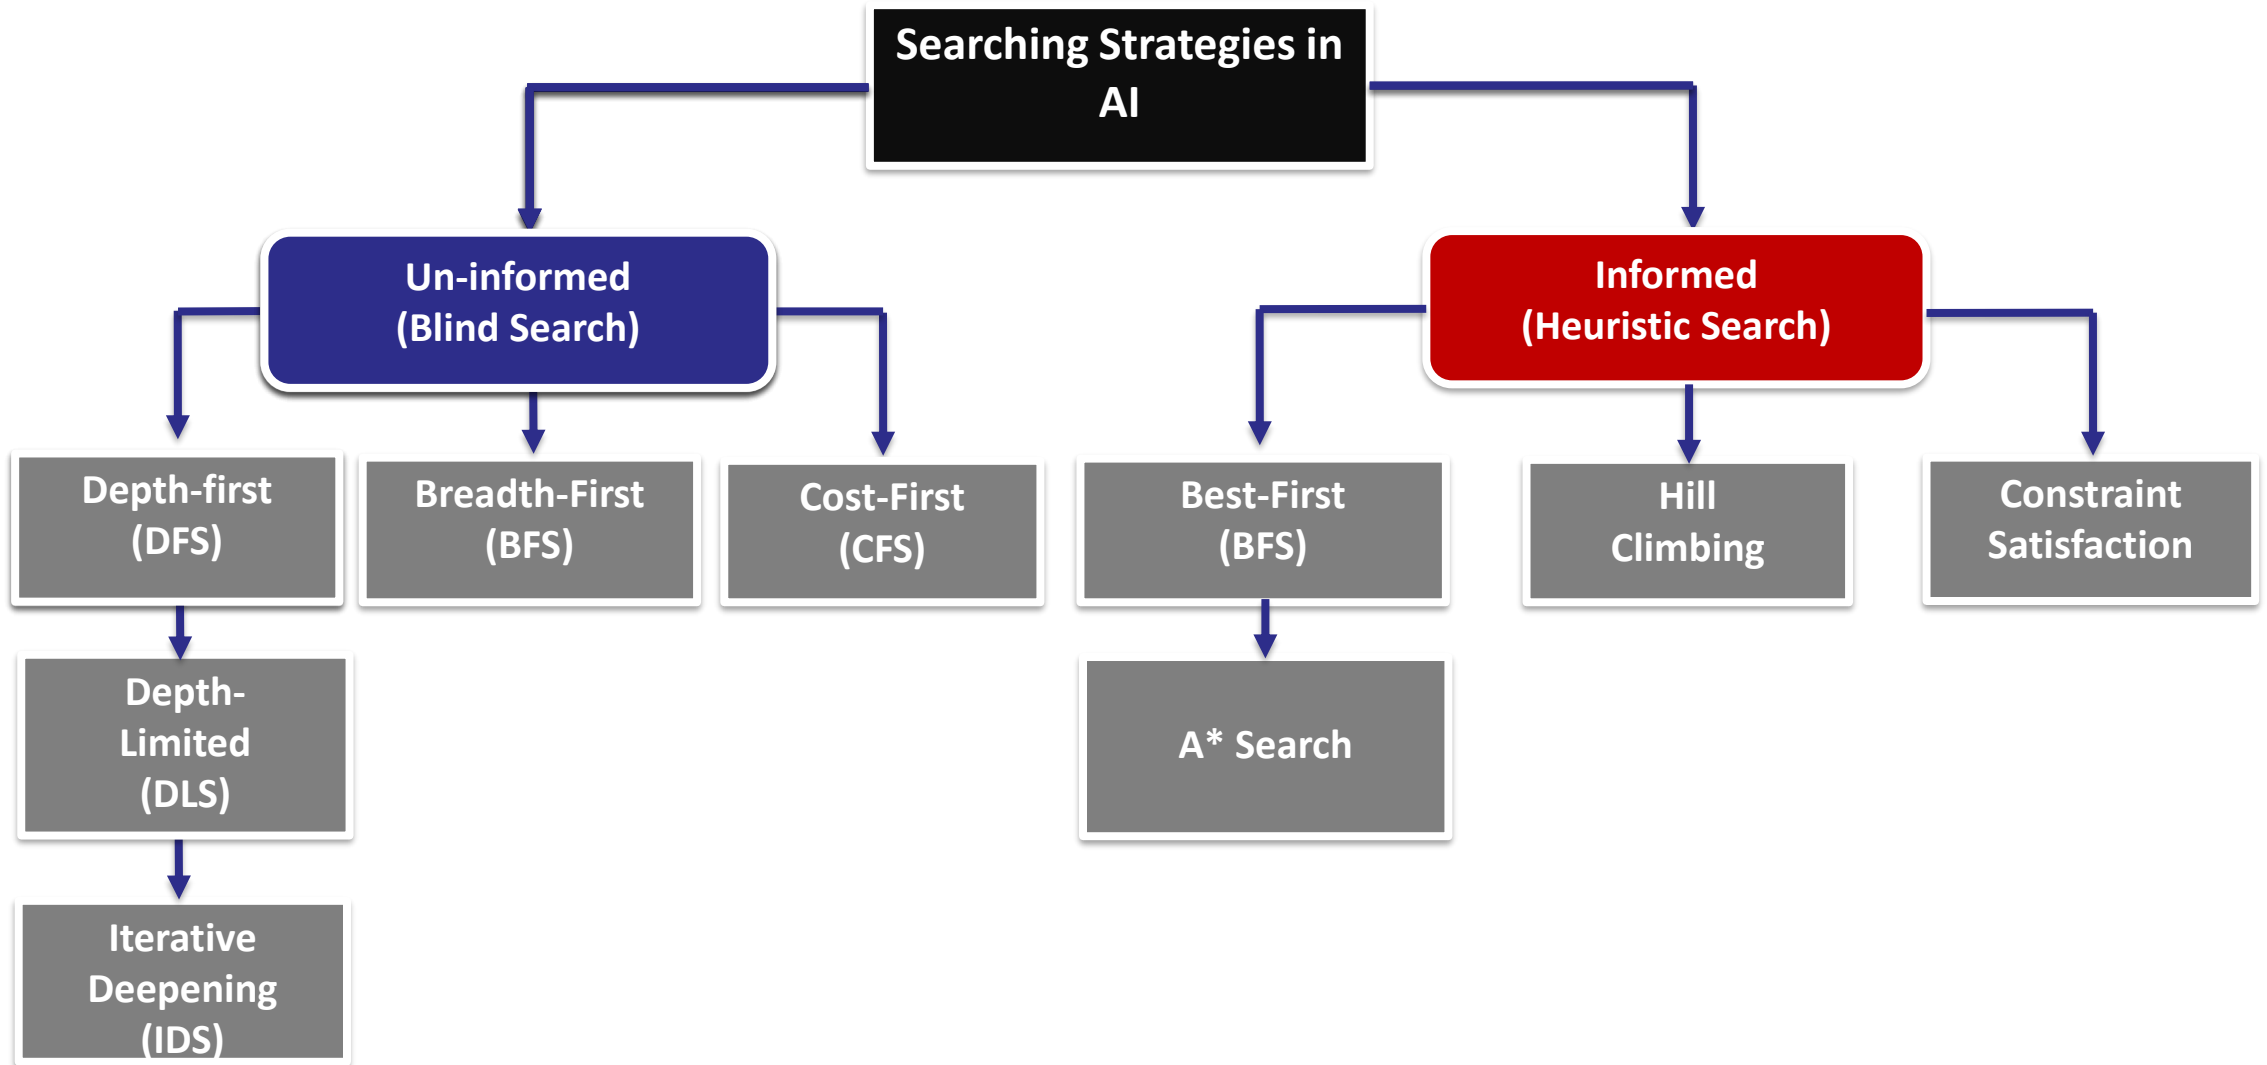 Searching Strategies in
AI
Un-informed
(Blind Search)
Informed
(Heuristic Search)
Depth-first
(DFS)
Breadth-First
(BFS)
Cost-First
(CFS)
Best-First
(BFS)
Hill
Climbing
Constraint
Satisfaction
Depth-
Limited
(DLS)
A* Search
Iterative
Deepening
(IDS)